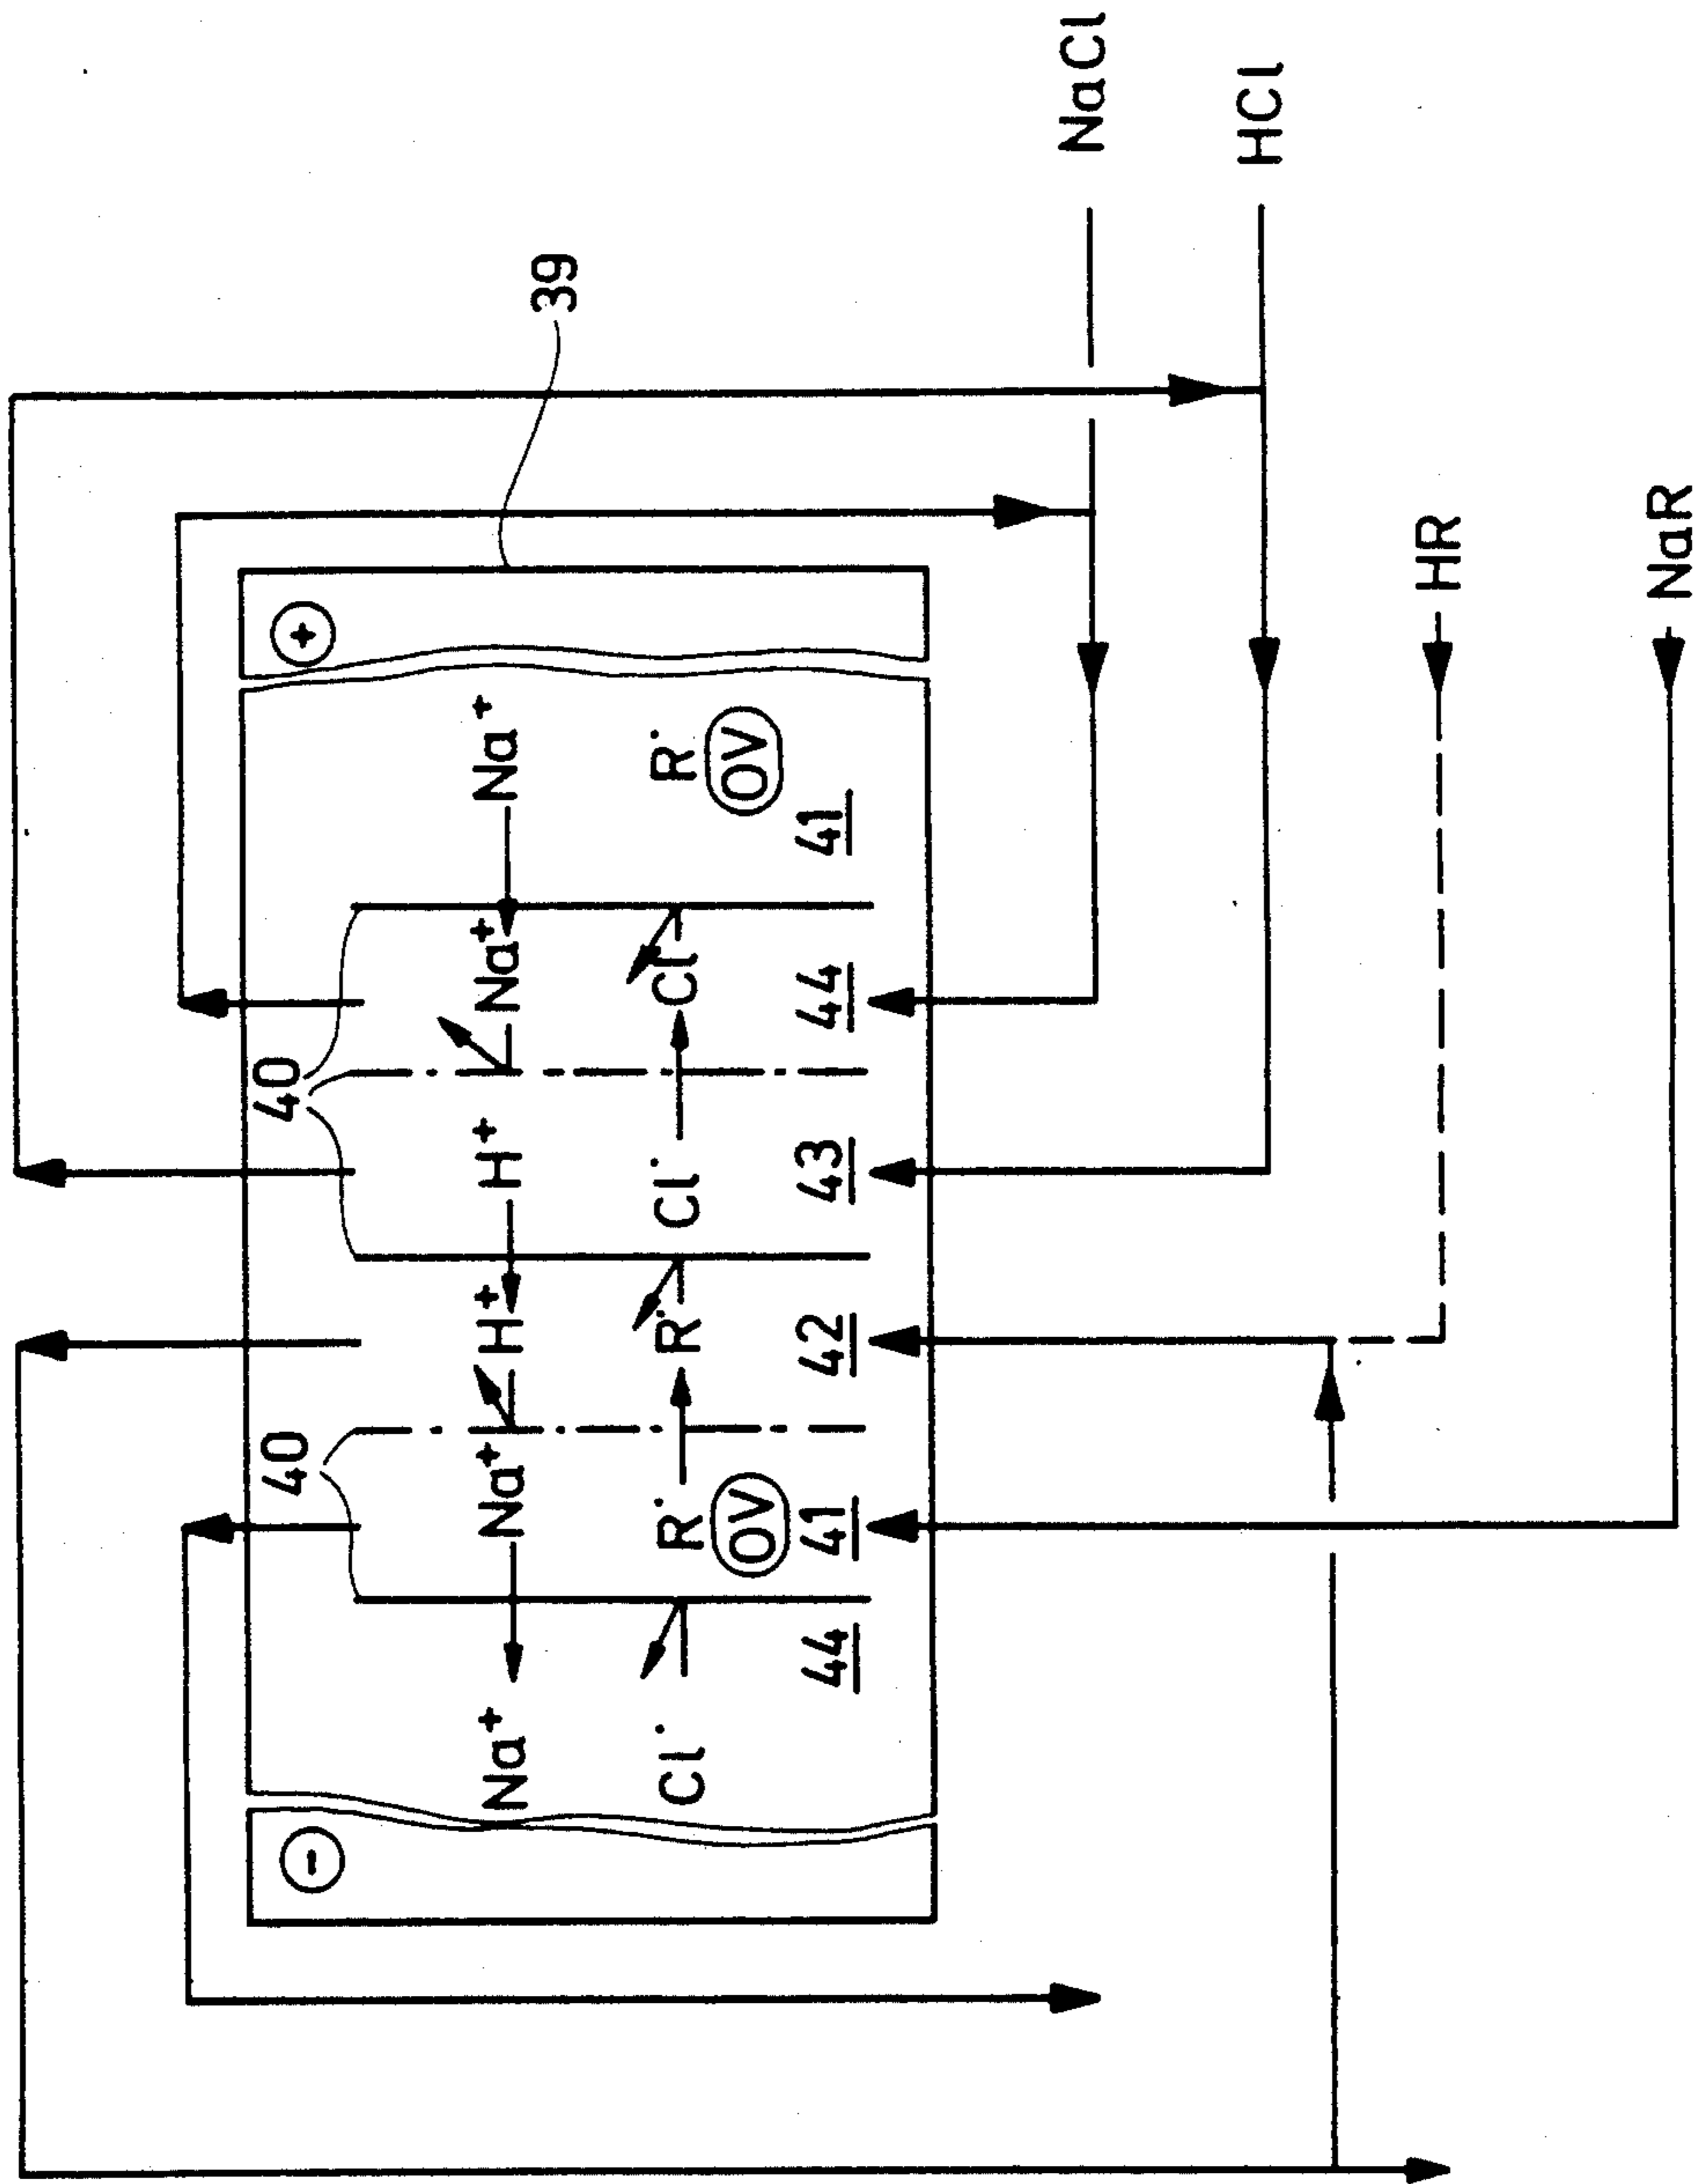 40 40
- +
Na⁺ Na⁺ H⁺ H⁺ Na⁺ Na⁺
39
Cl⁻ R⁻ R⁻ Cl⁻ Cl⁻ R⁻
OV OV
44 41 42 43 44 41
NaCl
HCl
HR
NaR